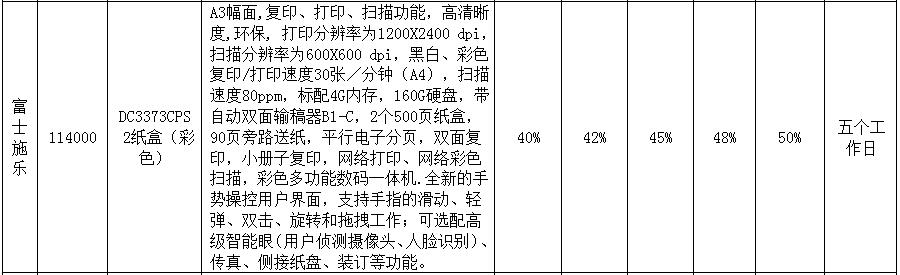 富
士
施
乐
114000
DC3373CPS
2纸盒（彩
色）
A3幅面,复印、打印、扫描功能，高清晰
度,环保, 打印分辨率为1200X2400 dpi,
扫描分辨率为600X600 dpi，黑白、彩色
复印/打印速度30张／分钟（A4），扫描
速度80ppm，标配4G内存，160G硬盘，带
自动双面输稿器B1-C，2个500页纸盒，
90页旁路送纸，平行电子分页，双面复
印，小册子复印，网络打印、网络彩色
扫描，彩色多功能数码一体机.全新的手
势操控用户界面，支持手指的滑动、轻
弹、双击、旋转和拖拽工作；可选配高
级智能眼(用户侦测摄像头、人脸识别)、
传真、侧接纸盘、装订等功能。
40%
42%
45%
48%
50%
五个工
作日